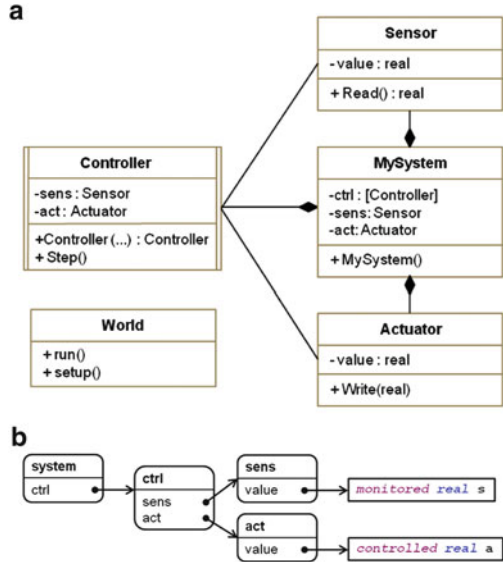 a
Sensor
- value : real
+ Read() : real
Controller
-sens : Sensor
-act : Actuator
+Controller (...) : Controller
+ Step()
MySystem
-ctrl : [Controller]
-sens: Sensor
-act: Actuator
+ MySystem()
World
+ run()
+ setup()
Actuator
- value : real
+ Write(real)
b
system
ctrl
ctrl
sens
act
sens
value
monitored real s
act
value
controlled real a